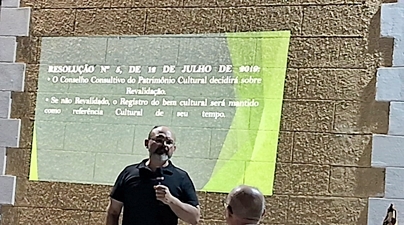 RESOLUÇÃO Nº 5, DE 12 DE JULHO DE 2019:
• O Conselho Consultivo do Patrimônio Cultural decidirá sobre
Revalidação.
• Se não Revalidado, o Registro do bem cultural será mantido
como referência Cultural de seu tempo.